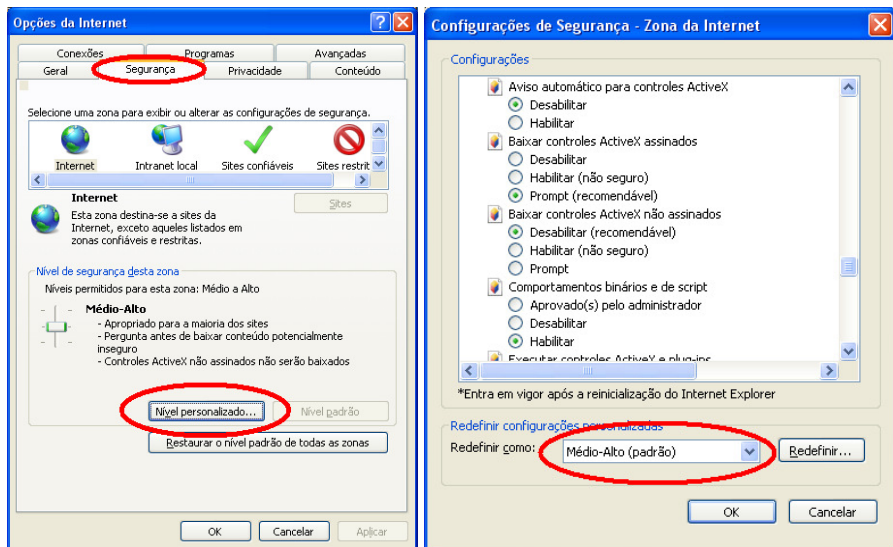 Opções da Internet
Conexões Programas Avançadas
Geral Segurança Privacidade Conteúdo
Selecione uma zona para exibir ou alterar as configurações de segurança.
Internet Intranet local Sites confiáveis Sites restrit
Internet
Sites
Esta zona destina-se a sites da
Internet, exceto aqueles listados em
zonas confiáveis e restritas.
Nível de segurança desta zona
Níveis permitidos para esta zona: Médio a Alto
Médio-Alto
- Apropriado para a maioria dos sites
- Pergunta antes de baixar conteúdo potencialmente
inseguro
- Controles ActiveX não assinados não serão baixados
Nível personalizado... Nível padrão
Restaurar o nível padrão de todas as zonas
OK Cancelar Aplicar
Configurações de Segurança - Zona da Internet
Configurações
Aviso automático para controles ActiveX
Desabilitar
Habilitar
Baixar controles ActiveX assinados
Desabilitar
Habilitar (não seguro)
Prompt (recomendável)
Baixar controles ActiveX não assinados
Desabilitar (recomendável)
Habilitar (não seguro)
Prompt
Comportamentos binários e de script
Aprovado(s) pelo administrador
Desabilitar
Habilitar
Executar controles ActiveX e plug-ins
*Entra em vigor após a reinicialização do Internet Explorer
Redefinir configurações personalizadas
Redefinir como: Médio-Alto (padrão) Redefinir...
OK Cancelar